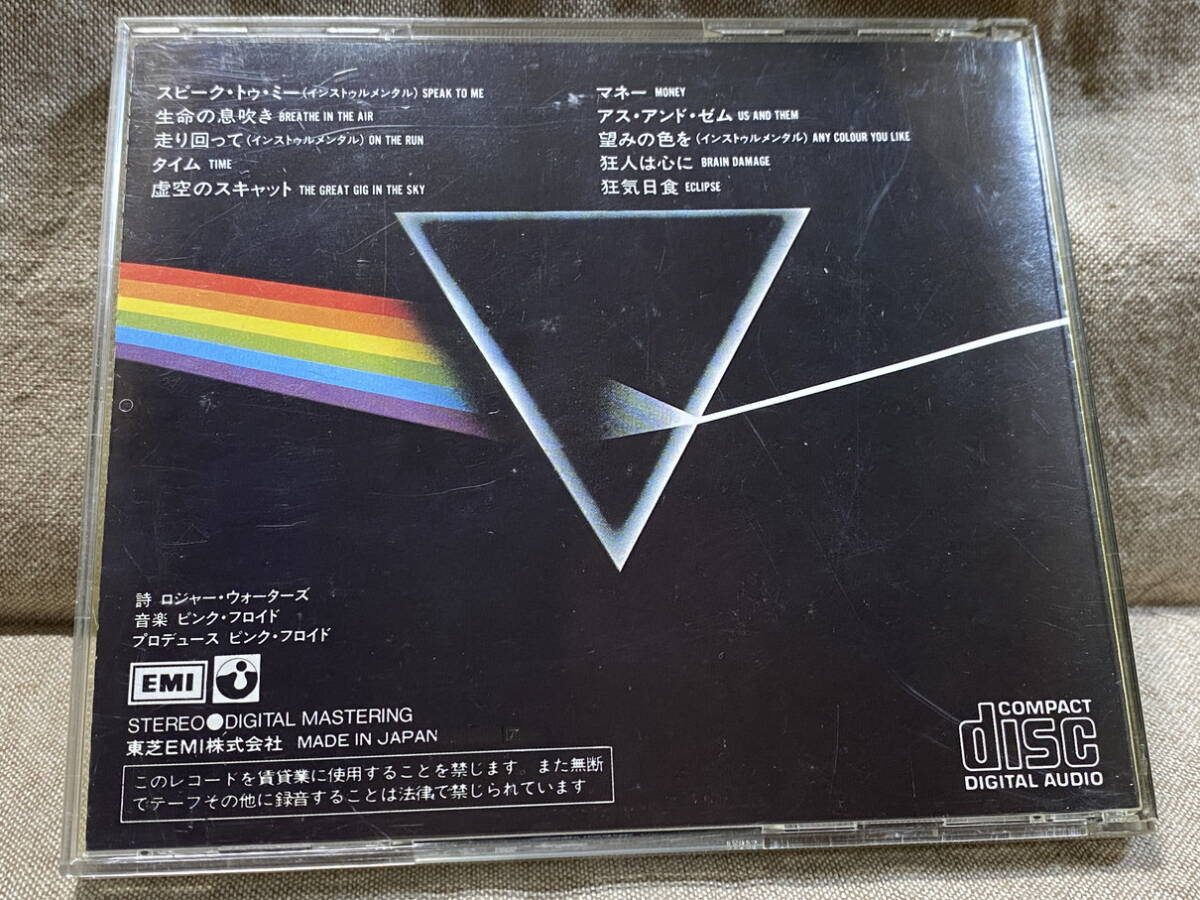 スピーク・トゥ・ミー(インストゥルメンタル) SPEAK TO ME
生命の息吹き BREATHE IN THE AIR
走り回って(インストゥルメンタル) ON THE RUN
タイム TIME
虚空のスキャット THE GREAT GIG IN THE SKY
マネー MONEY
アス・アンド・ゼム US AND THEM
望みの色を(インストゥルメンタル) ANY COLOUR YOU LIKE
狂人は心に BRAIN DAMAGE
狂気日食 ECLIPSE
詩 ロジャー・ウォーターズ
音楽 ピンク・フロイド
プロデュース ピンク・フロイド
EMI
STEREO●DIGITAL MASTERING
東芝EMI株式会社 MADE IN JAPAN
このレコードを賃貸業に使用することを禁じます。また無断
でテープその他に録音することは法律で禁じられています
COMPACT
disc
DIGITAL AUDIO